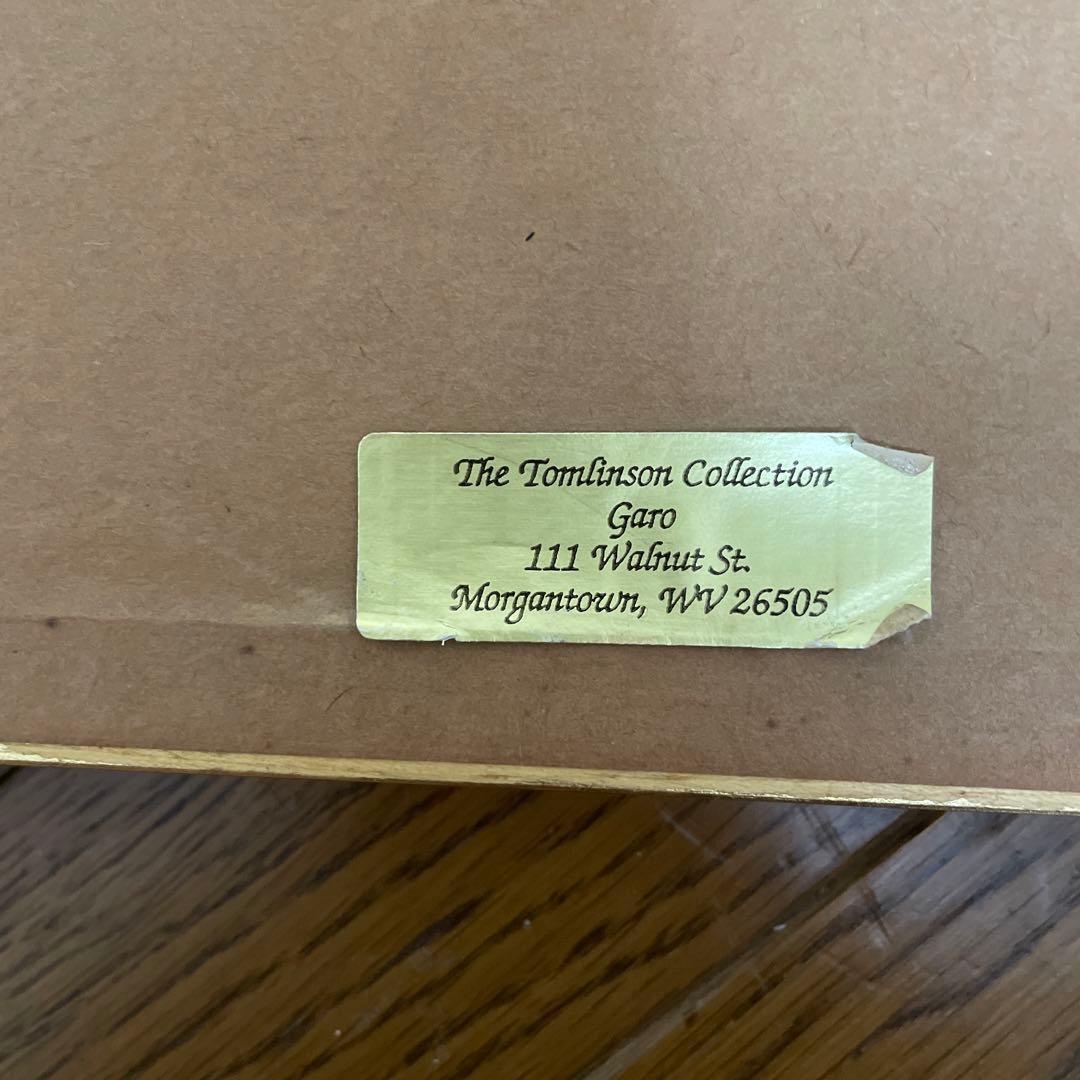 The Tomlinson Collection
Garo
111 Walnut St.
Morgantown, WV 26505